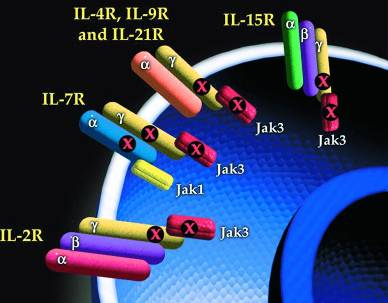 IL-4R, IL-9R
and IL-21R
IL-15R
α
γ
X
X
Jak3
α
β
γ
X
X
Jak3
IL-7R
α
γ
X
X
X
Jak3
Jak1
IL-2R
γ
β
α
X
X
Jak3